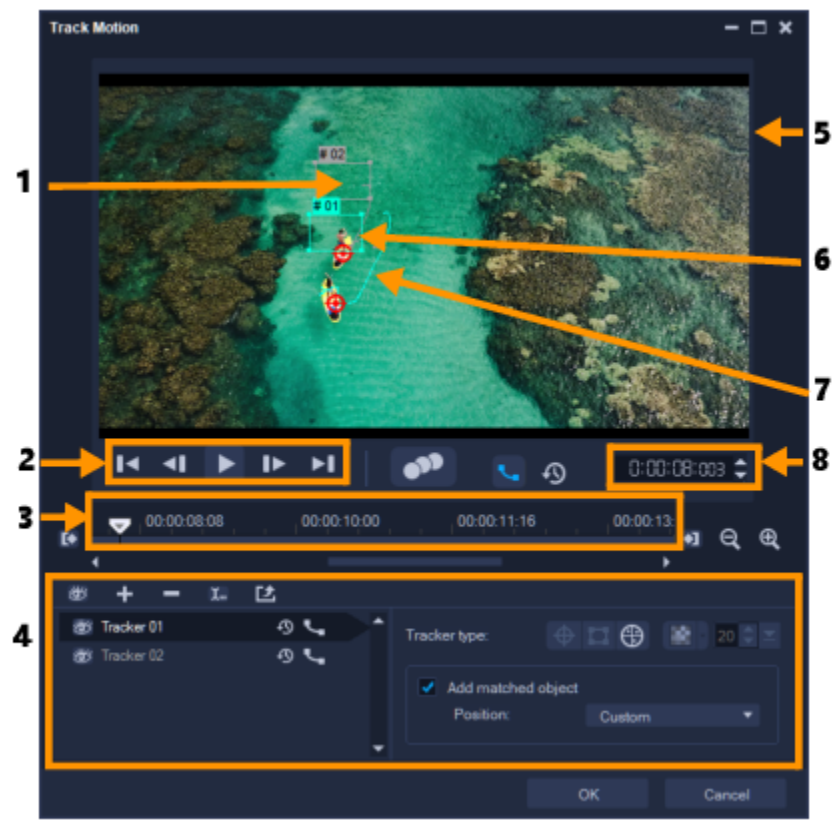 Track Motion
5
# 02
1
# 01
6
7
2
8
0:00:08:003
3
00:00:08:08 00:00:10:00 00:00:11:16 00:00:13:
4
Tracker 01
Tracker type: 20
Tracker 02
Add matched object
Position: Custom
OK Cancel